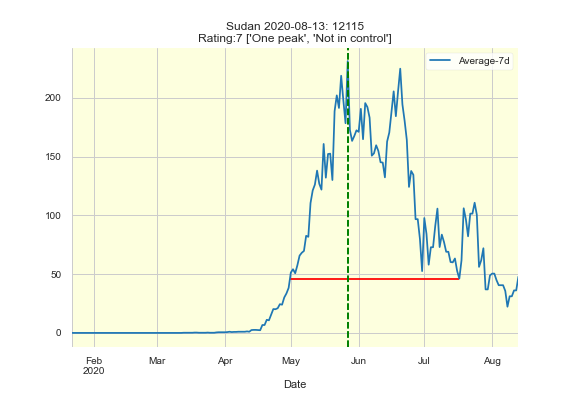 Sudan 2020-08-13: 12115
Rating:7 ['One peak', 'Not in control']
Average-7d
200
150
100
50
0
Feb
2020
Mar
Apr
May
Jun
Jul
Aug
Date